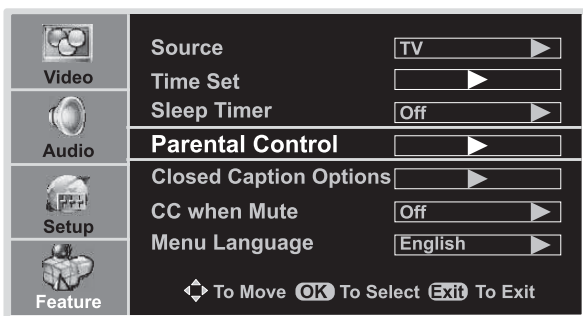 Video
Audio
Setup
Feature
Source TV
Time Set
Sleep Timer Off
Parental Control
Closed Caption Options
CC when Mute Off
Menu Language English
To Move OK To Select Exit To Exit